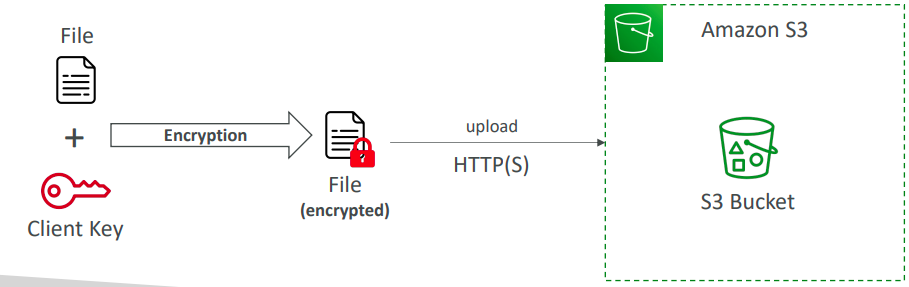 File
+
Client Key
Encryption
File
(encrypted)
upload
HTTP(S)
Amazon S3
S3 Bucket